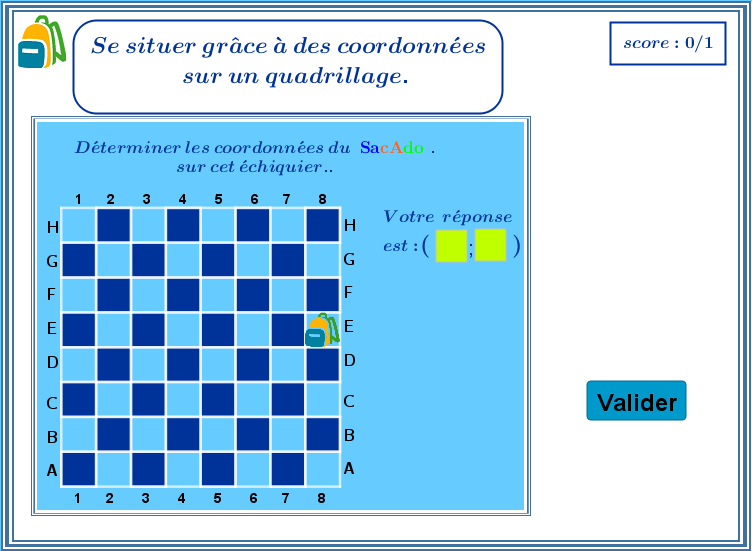 Se situer grâce à des coordonnées
sur un quadrillage.
score : 0/1
Déterminer les coordonnées du SacAdo .
sur cet échiquier..
1 2 3 4 5 6 7 8
Votre réponse
est : ( ; )
H H
G G
F F
E E
D D
C C
B B
A A
1 2 3 4 5 6 7 8
Valider